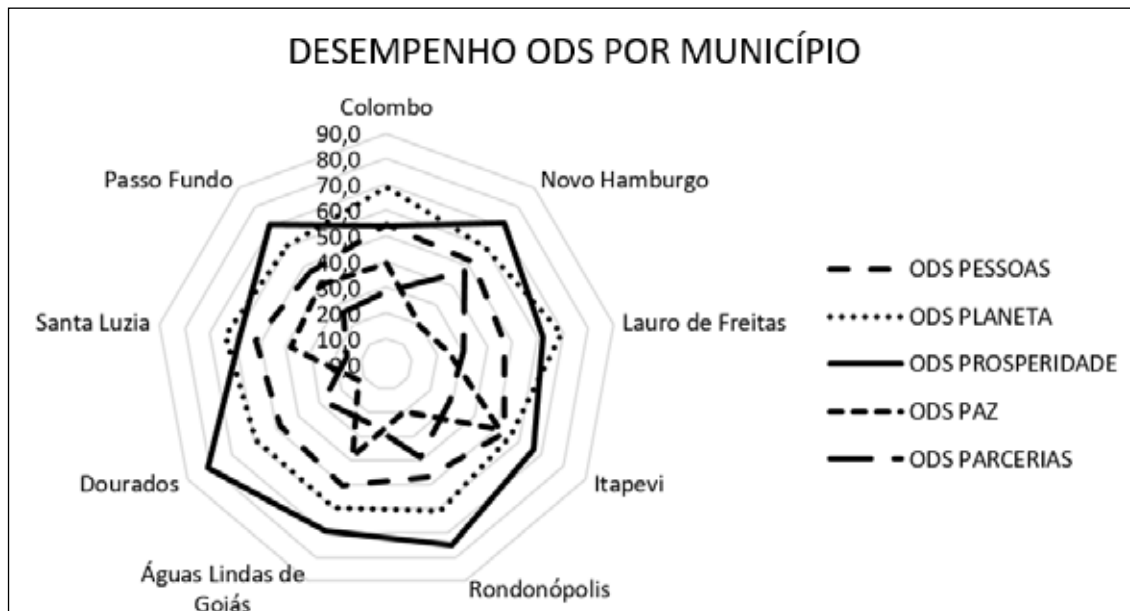 DESEMPENHO ODS POR MUNICÍPIO
Colombo
90,0
80,0
70,0
60,0
50,0
40,0
30,0
20,0
10,0
0,0
Novo Hamburgo
Lauro de Freitas
Itapevi
Rondonópolis
Águas Lindas de
Goiás
Dourados
Santa Luzia
Passo Fundo
ODS PESSOAS
ODS PLANETA
ODS PROSPERIDADE
ODS PAZ
ODS PARCERIAS